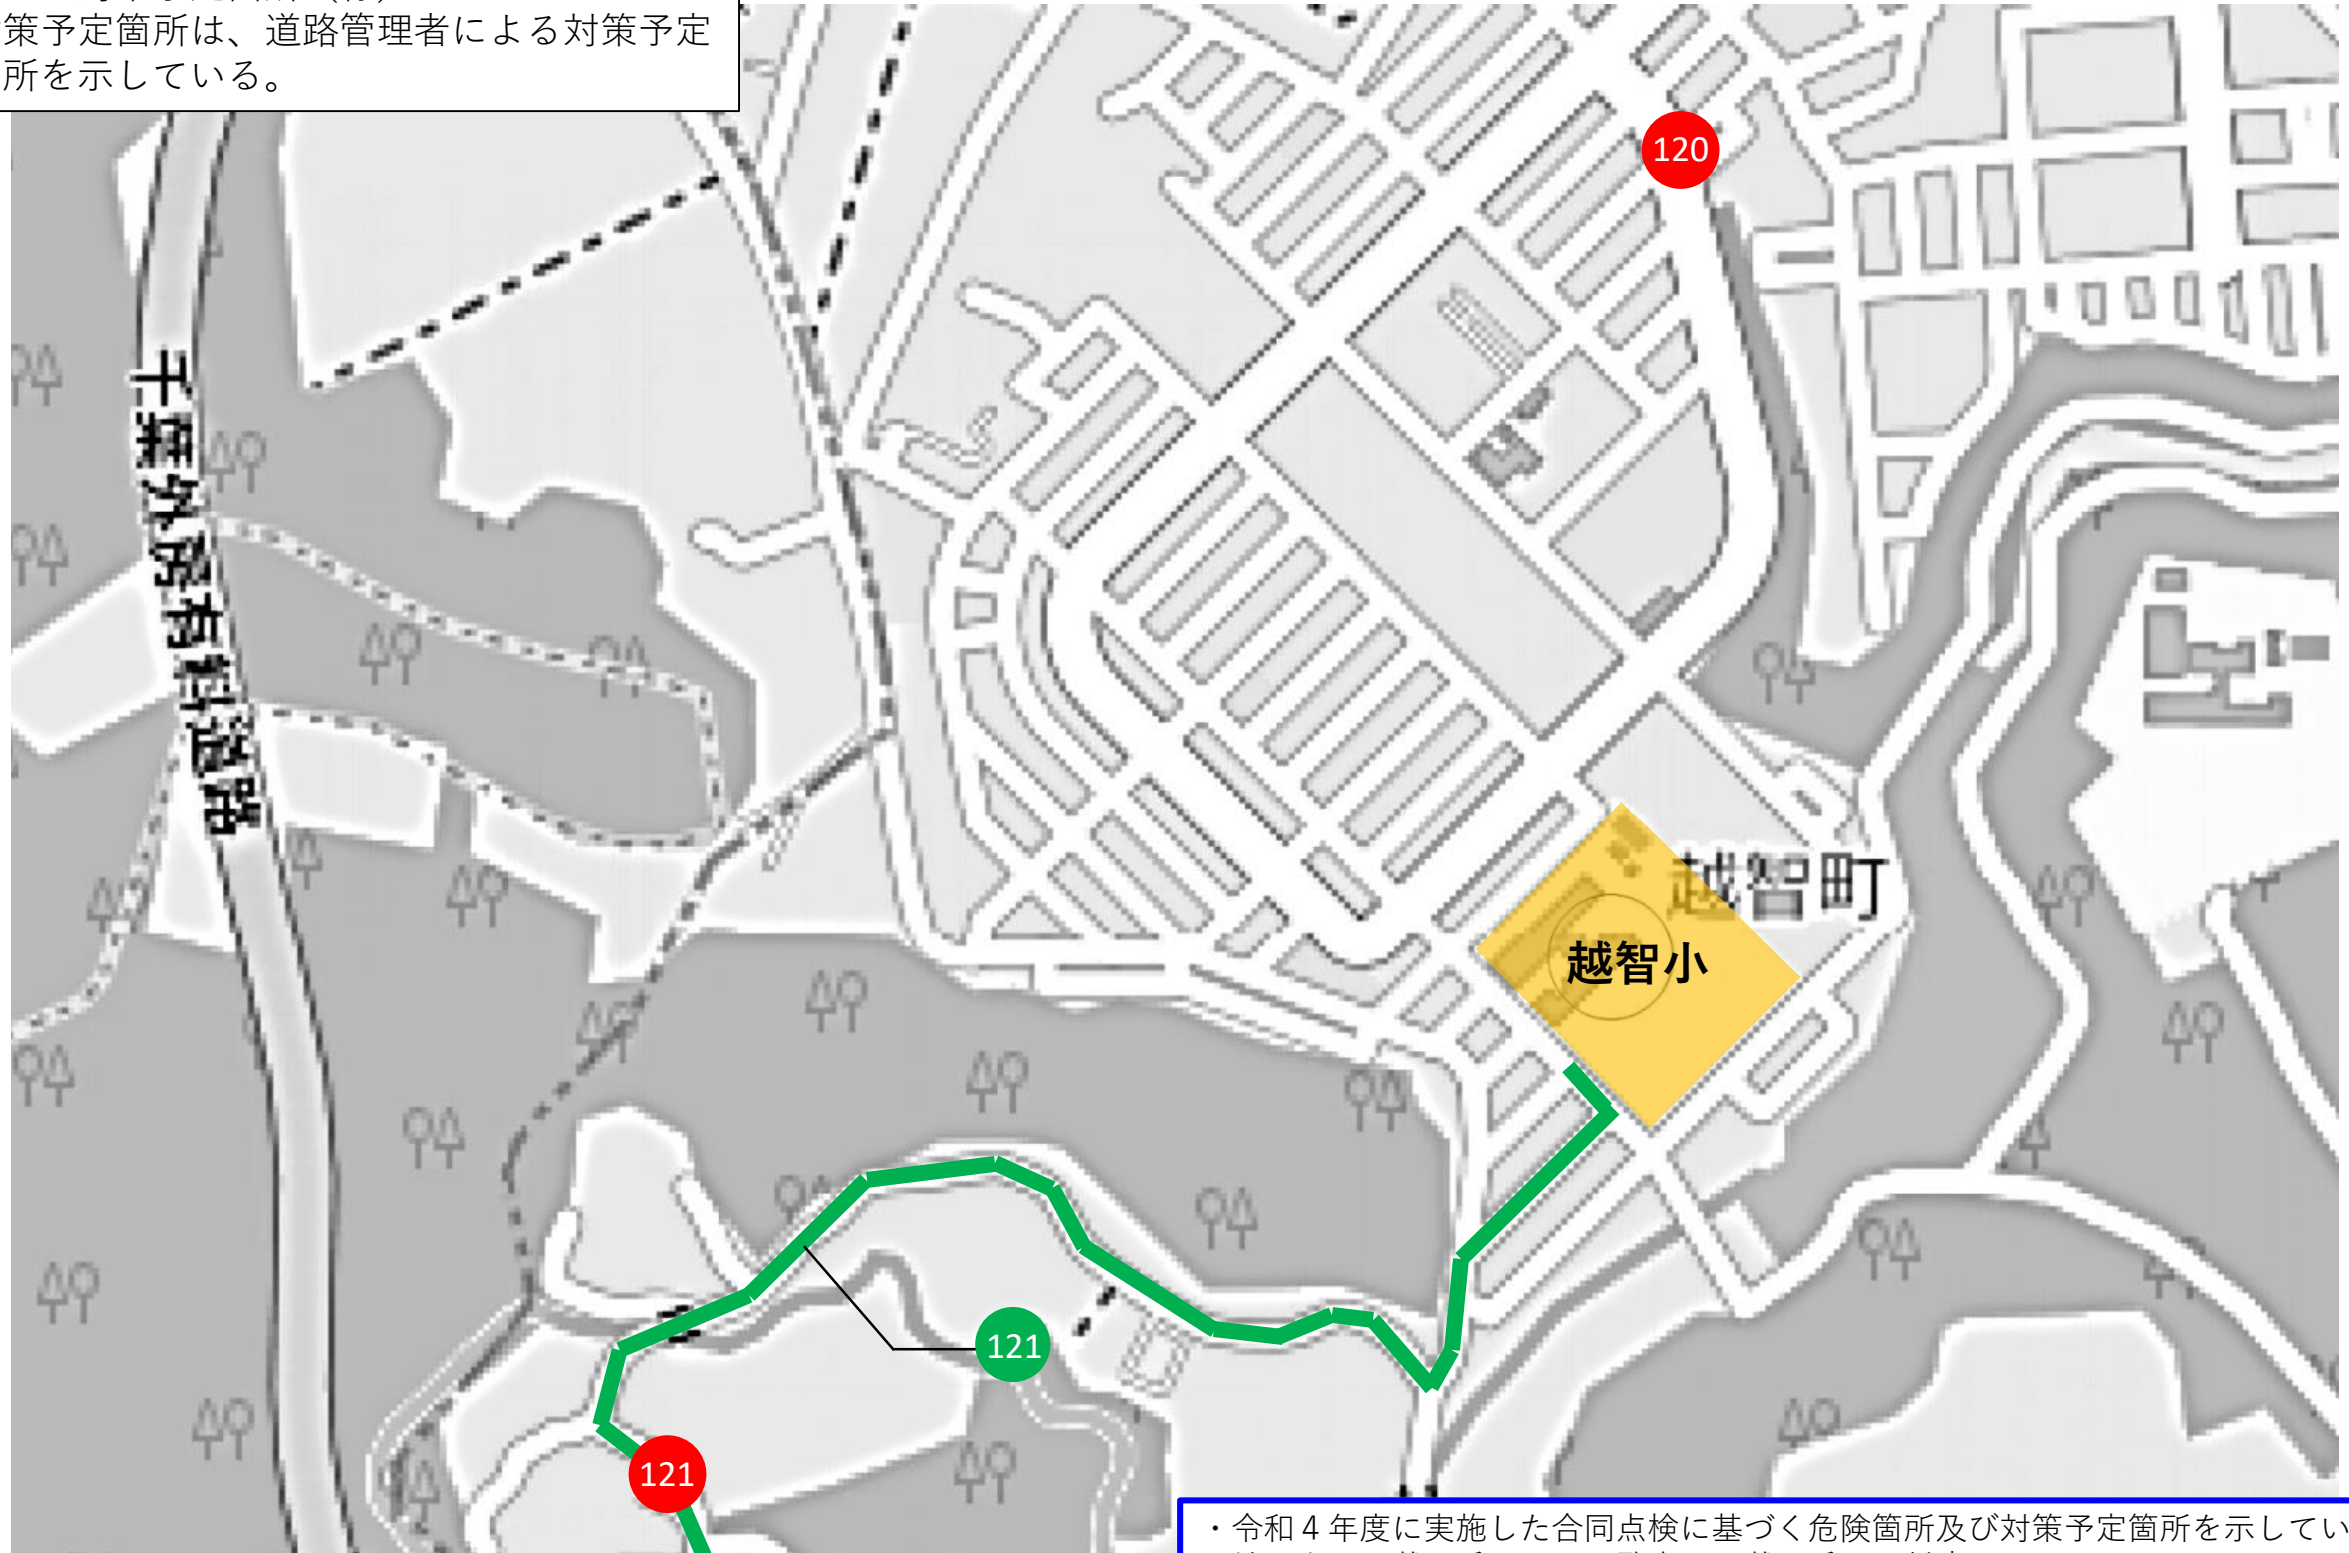 策予定箇所は、道路管理者による対策予定
所を示している。
120
千葉外房有料道路
越智町
越智小
121
121
・令和４年度に実施した合同点検に基づく危険箇所及び対策予定箇所を示してい